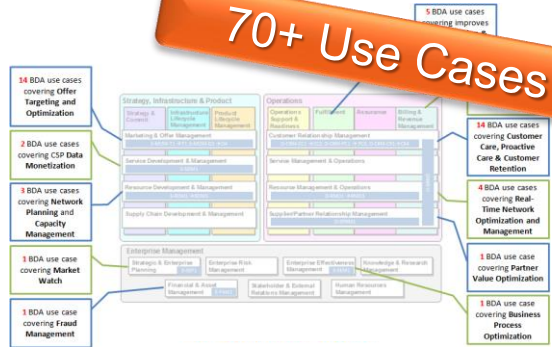 5 BDA use cases
covering improves
70+ Use Cases
14 BDA use cases
covering Offer
Targeting and
Optimization
2 BDA use cases
covering CSP Data
Monetization
3 BDA use cases
covering Network
Planning and
Capacity
Management
1 BDA use case
covering Market
Watch
1 BDA use case
covering Fraud
Management
Strategy, Infrastructure & Product
Strategy &
Commit
Infrastructure
Lifecycle
Management
Product
Lifecycle
Management
Marketing & Offer Management
Service Development & Management
Resource Development & Management
Supply Chain Development & Management
Operations
Operations
Support &
Readiness
Fulfillment
Assurance
Billing &
Revenue
Management
Customer Relationship Management
Service Management & Operations
Resource Management & Operations
Supplier/Partner Relationship Management
Enterprise Management
Strategic & Enterprise
Planning
Enterprise Risk
Management
Enterprise Effectiveness
Management
Knowledge & Research
Management
Financial & Asset
Management
Stakeholder & External
Relations Management
Human Resources
Management
14 BDA use cases
covering Customer
Care, Proactive
Care & Customer
Retention
4 BDA use cases
covering Real-
Time Network
Optimization and
Management
1 BDA use case
covering Partner
Value Optimization
1 BDA use case
covering Business
Process
Optimization